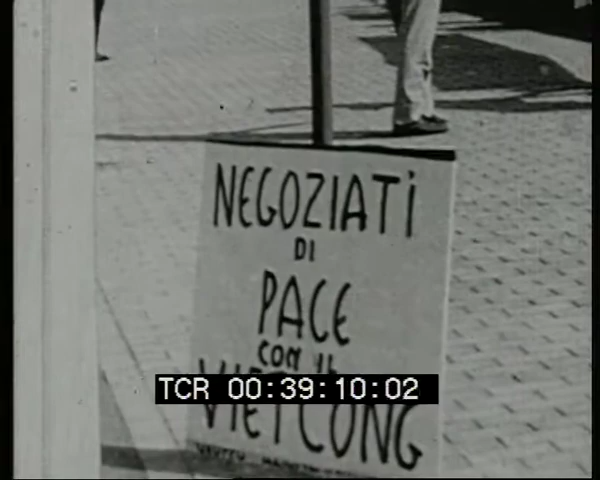 NEGOZIATi
Di
PACE
CON IL
VIETCONG
TCR 00:39:10:02